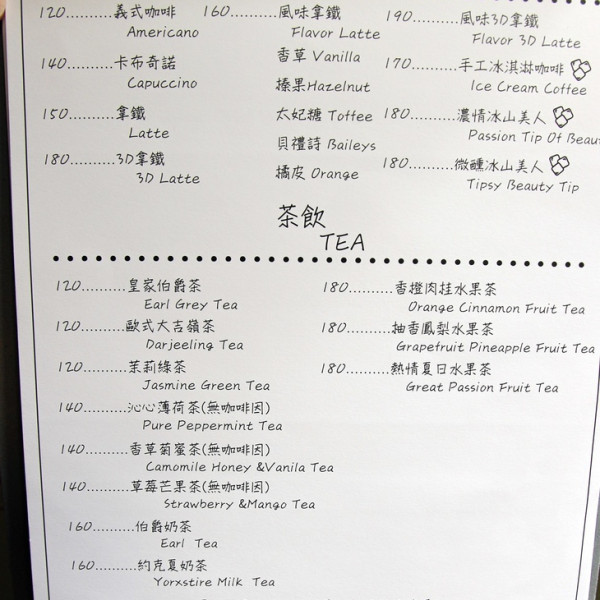 120..........義式咖啡
Americano
140..........卡布奇諾
Capuccino
150..........拿鐵
Latte
180..........3D拿鐵
3D Latte
160..........風味拿鐵
Flavor Latte
香草 Vanilla
榛果Hazelnut
太妃糖 Toffee
貝禮詩 Baileys
橘皮 Orange
190..........風味3D拿鐵
Flavor 3D Latte
170..........手工冰淇淋咖啡
Ice Cream Coffee
180..........濃情冰山美人
Passion Tip Of Beau
180..........微醺冰山美人
Tipsy Beauty Tip
茶飲
TEA
120..........皇家伯爵茶
Earl Grey Tea
120..........歐式大吉嶺茶
Darjeeling Tea
120..........茉莉綠茶
Jasmine Green Tea
140..........沁心薄荷茶(無咖啡因)
Pure Peppermint Tea
140..........香草菊蜜茶(無咖啡因)
Camomile Honey &Vanila Tea
140..........草莓芒果茶(無咖啡因)
Strawberry &Mango Tea
160..........伯爵奶茶
Earl Tea
160..........約克夏奶茶
Yorxstire Milk Tea
180..........香橙肉桂水果茶
Orange Cinnamon Fruit Tea
180..........柚香鳳梨水果茶
Grapefruit Pineapple Fruit Tea
180..........熱情夏日水果茶
Great Passion Fruit Tea